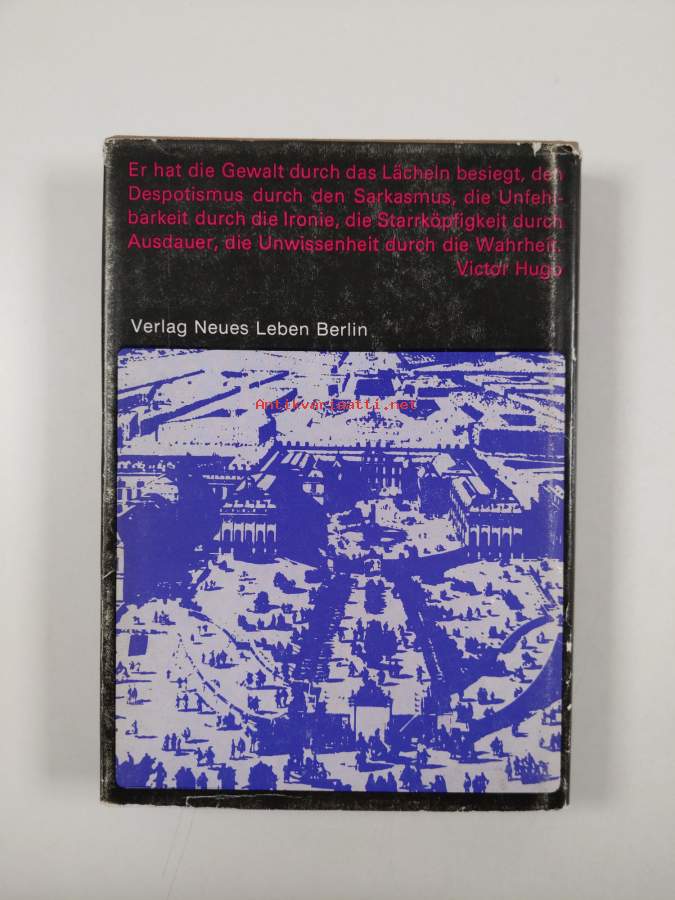 Er hat die Gewalt durch das Lächeln besiegt, den
Despotismus durch den Sarkasmus, die Unfehl-
barkeit durch die Ironie, die Starrköpfigkeit durch
Ausdauer, die Unwissenheit durch die Wahrheit.
Victor Hugo
Verlag Neues Leben Berlin
Antikvariaatti.net